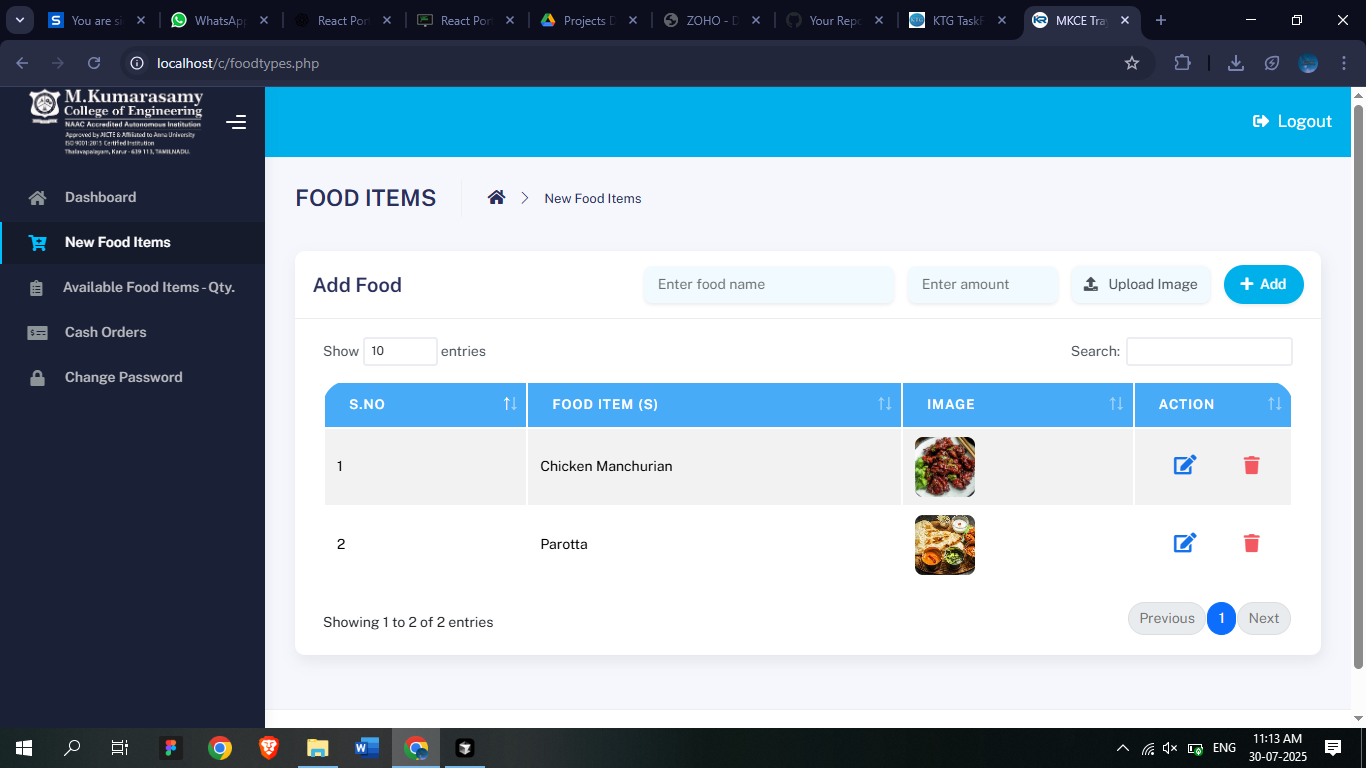 You are si
WhatsApp
React Por
React Por
Projects D
ZOHO - D
Your Repo
KTG TaskF
MKCE Tray
localhost/c/foodtypes.php
M.Kumarasamy
College of Engineering
NAAC Accredited Autonomous Institution
Approved by AICTE & Affiliated to Anna University
ISO 9001:2015 Certified Institution
Thalavapalayam, Karur - 639 113, TAMILNADU.
Logout
Dashboard
New Food Items
Available Food Items - Qty.
Cash Orders
Change Password
FOOD ITEMS
New Food Items
Add Food
Enter food name
Enter amount
Upload Image
Add
Show 10 entries
Search:
S.NO FOOD ITEM (S) IMAGE ACTION
1 Chicken Manchurian
2 Parotta
Showing 1 to 2 of 2 entries
Previous 1 Next
ENG
11:13 AM
30-07-2025